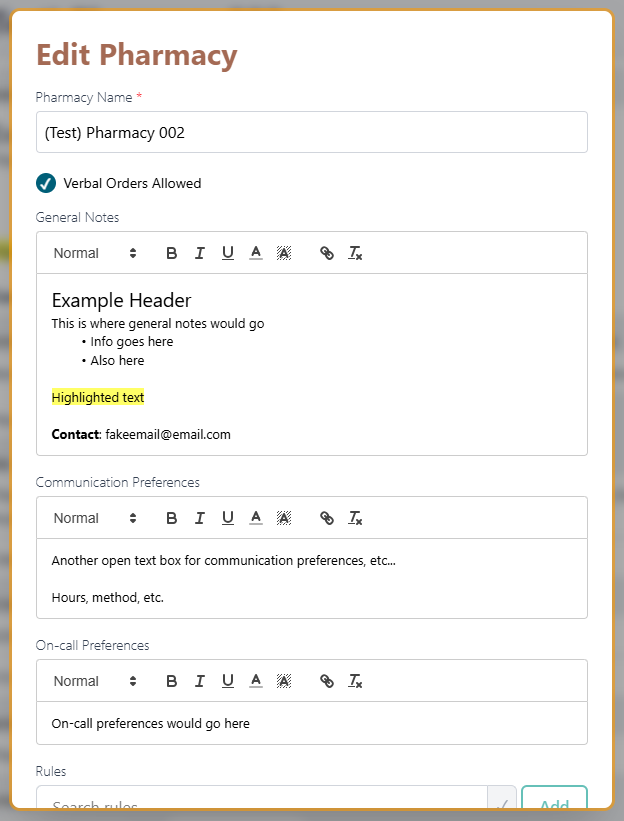 Edit Pharmacy
Pharmacy Name *
(Test) Pharmacy 002
Verbal Orders Allowed
General Notes
Normal B I U A A Tx
Example Header
This is where general notes would go
• Info goes here
• Also here
Highlighted text
Contact: fakeemail@email.com
Communication Preferences
Normal B I U A A Tx
Another open text box for communication preferences, etc...
Hours, method, etc.
On-call Preferences
Normal B I U A A Tx
On-call preferences would go here
Rules
Search rules Add